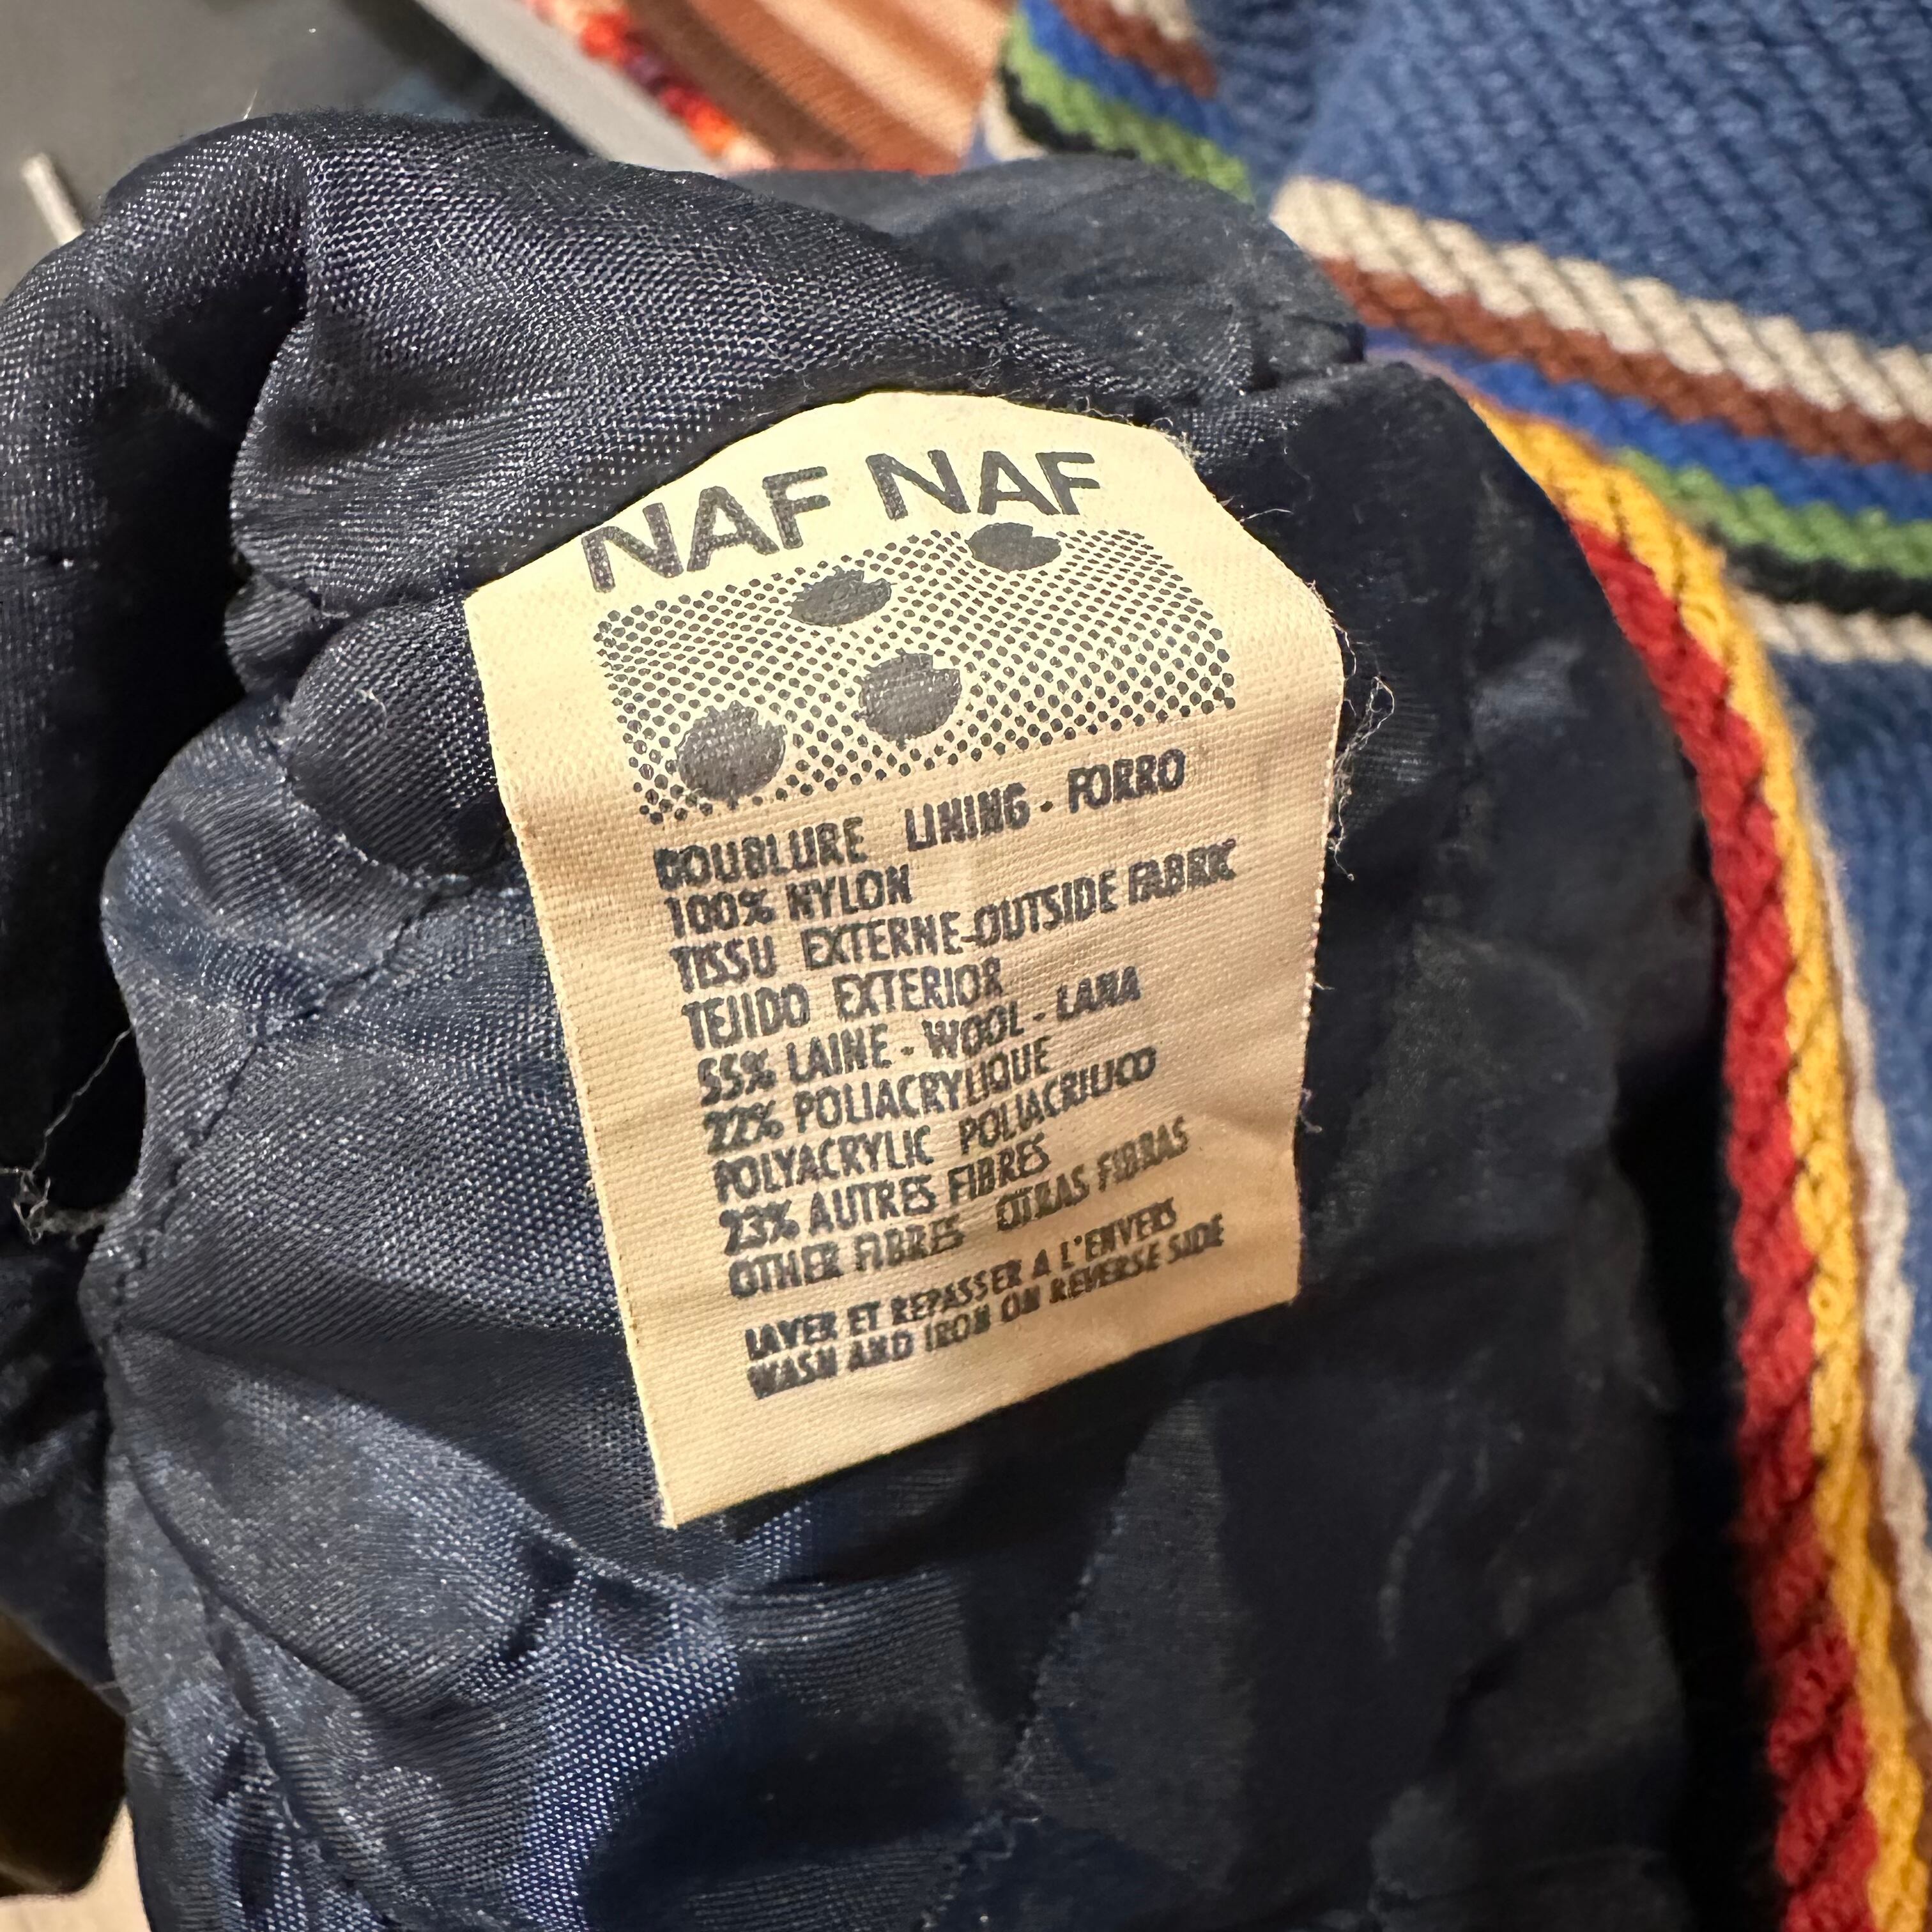 NAF NAF
DOUBLURE LINING - FORRO
100% NYLON
TISSU EXTERNE-OUTSIDE FABRIC
TEJIDO EXTERIOR
55% LAINE - WOOL - LANA
22% POLIACRYLIQUE
POLYACRYLIC POLIACRILICO
23% AUTRES FIBRES
OTHER FIBRES OTRAS FIBRAS
LAVER ET REPASSER A L'ENVERS
WASH AND IRON ON REVERSE SIDE